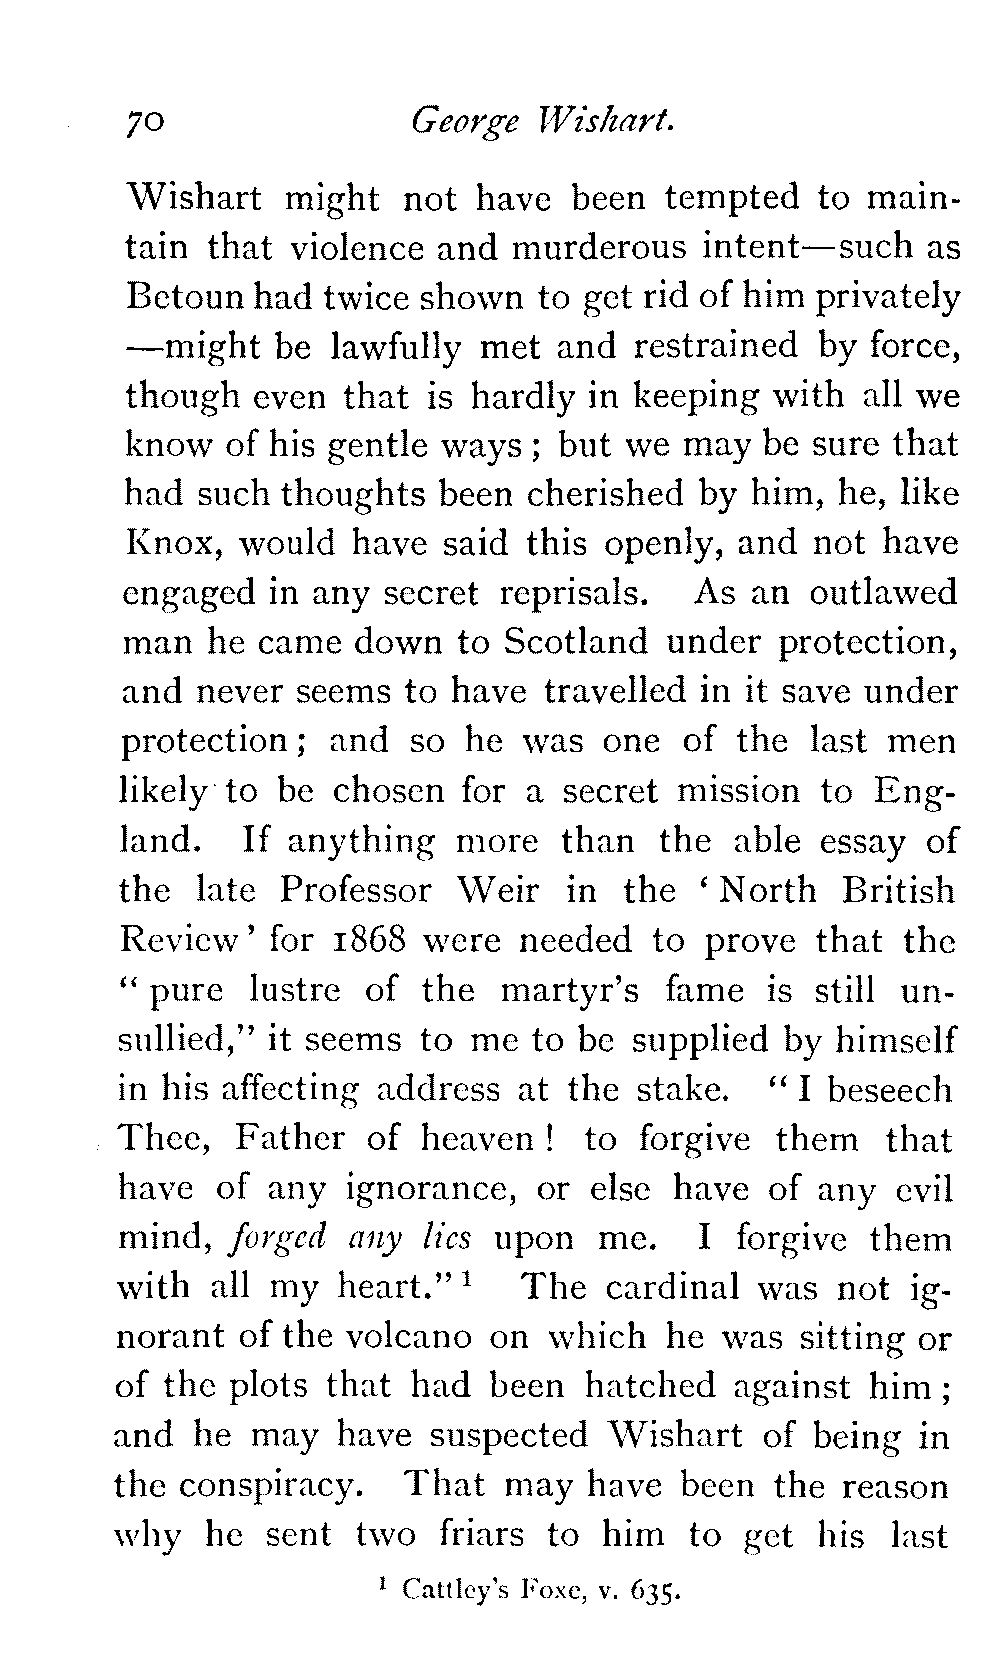 70 George Wishart.
Wishart might not have been tempted to main-
tain that violence and murderous intent—such as
Betoun had twice shown to get rid of him privately
—might be lawfully met and restrained by force,
though even that is hardly in keeping with all we
know of his gentle ways ; but we may be sure that
had such thoughts been cherished by him, he, like
Knox, would have said this openly, and not have
engaged in any secret reprisals. As an outlawed
man he came down to Scotland under protection,
and never seems to have travelled in it save under
protection ; and so he was one of the last men
likely to be chosen for a secret mission to Eng-
land. If anything more than the able essay of
the late Professor Weir in the ‘ North British
Review ’ for 1868 were needed to prove that the
“ pure lustre of the martyr’s fame is still un-
sullied,” it seems to me to be supplied by himself
in his affecting address at the stake. “ I beseech
Thee, Father of heaven ! to forgive them that
have of any ignorance, or else have of any evil
mind, forged any lies upon me. I forgive them
with all my heart.” ¹ The cardinal was not ig-
norant of the volcano on which he was sitting or
of the plots that had been hatched against him ;
and he may have suspected Wishart of being in
the conspiracy. That may have been the reason
why he sent two friars to him to get his last
¹ Cattley’s Foxe, v. 635.